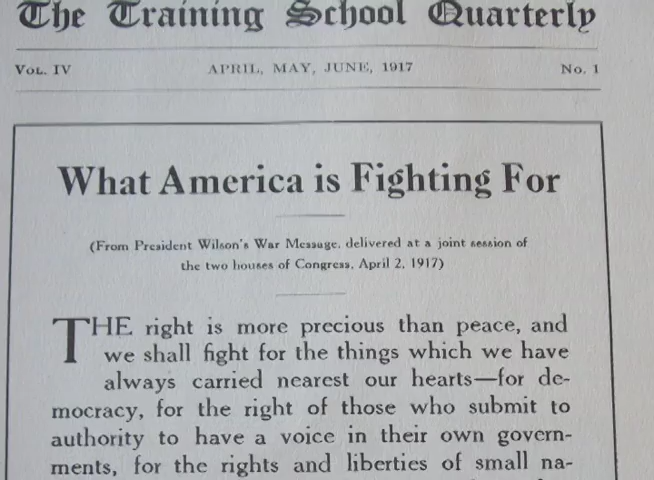 The Training School Quarterly
VOL. IV APRIL, MAY, JUNE, 1917 No. 1
What America is Fighting For
(From President Wilson's War Message, delivered at a joint session of
the two houses of Congress, April 2, 1917)
THE right is more precious than peace, and
we shall fight for the things which we have
always carried nearest our hearts—for de-
mocracy, for the right of those who submit to
authority to have a voice in their own govern-
ments, for the rights and liberties of small na-